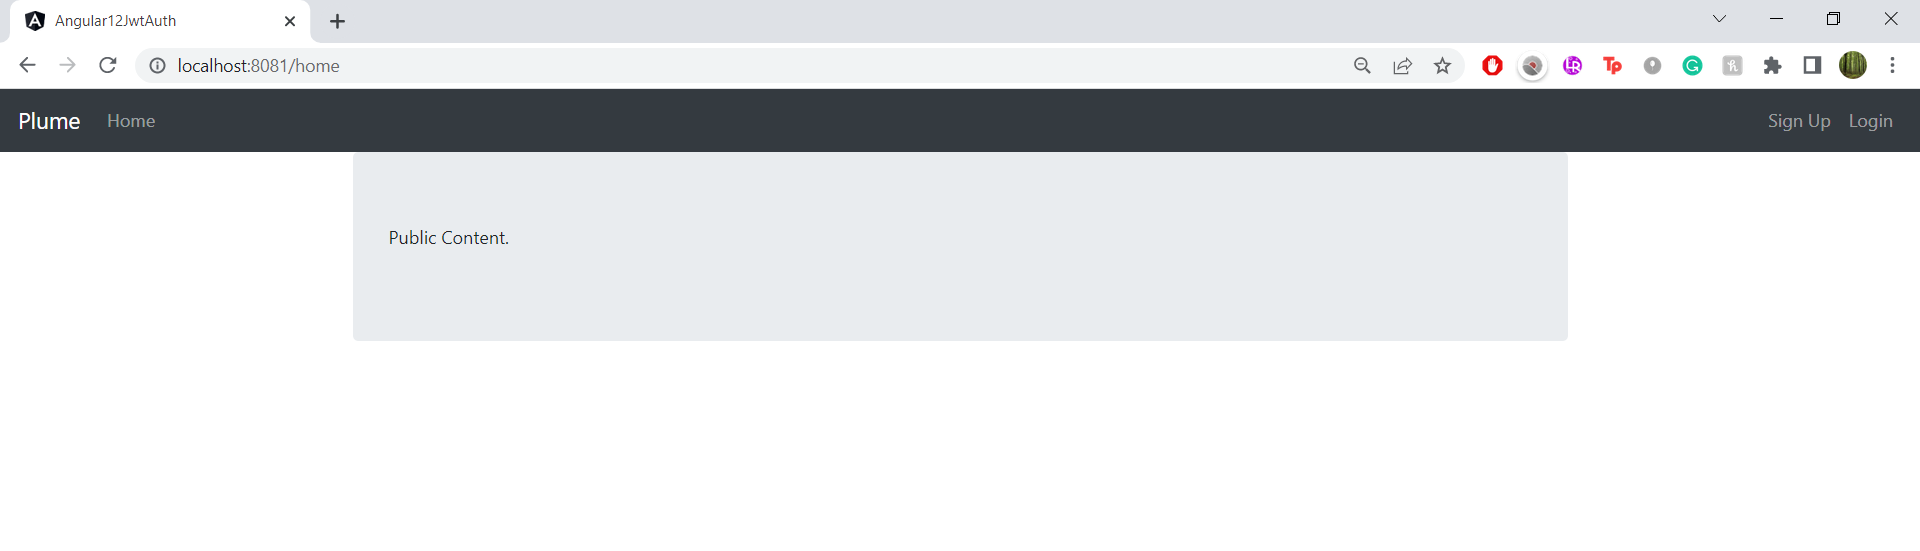 Angular12JwtAuth
localhost:8081/home
Plume Home Sign Up Login
Public Content.